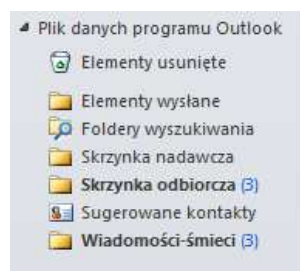 Plik danych programu Outlook
Elementy usunięte
Elementy wysłane
Foldery wyszukiwania
Skrzynka nadawcza
Skrzynka odbiorcza (3)
Sugerowane kontakty
Wiadomości-śmieci (3)